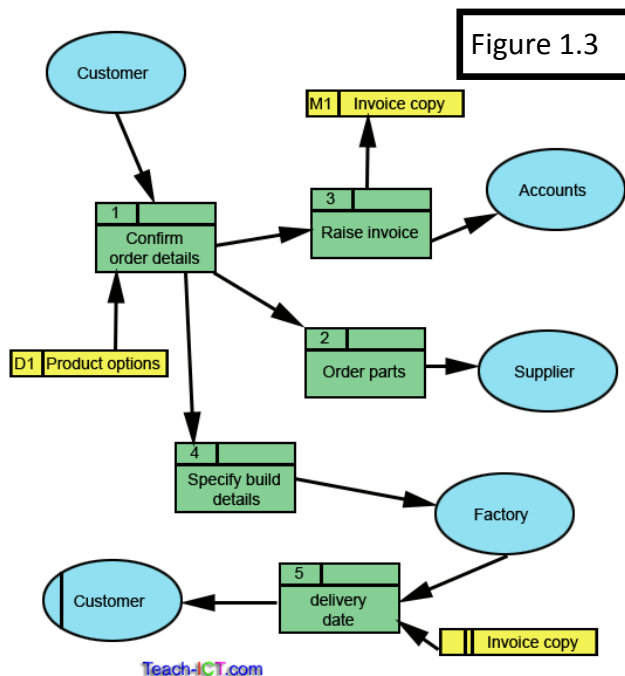 Figure 1.3
Customer
M1 Invoice copy
3
Accounts
1
Raise invoice
Confirm
order details
2
D1 Product options
Order parts
Supplier
4
Specify build
details
Factory
5
Customer
delivery
date
Invoice copy
Teach-ICT.com